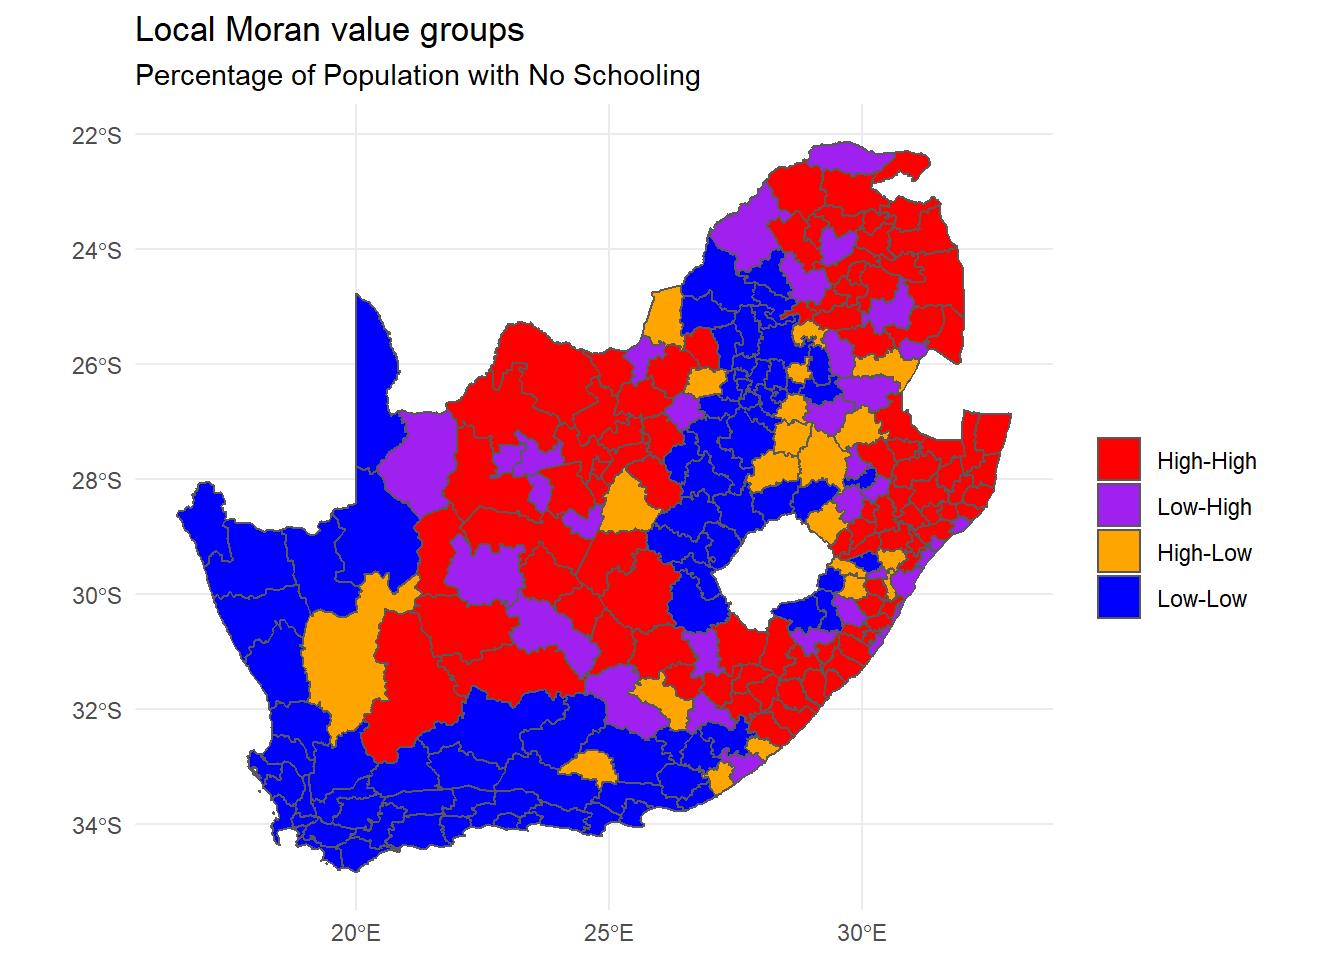 Local Moran value groups
Percentage of Population with No Schooling
22°S
24°S
26°S
28°S
30°S
32°S
34°S
20°E
25°E
30°E
High-High
Low-High
High-Low
Low-Low